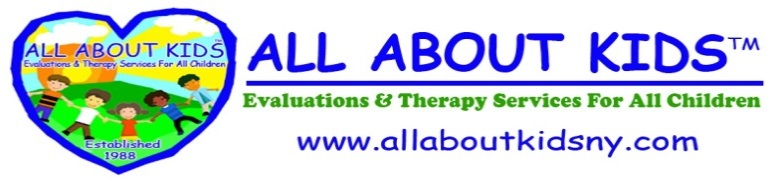 ALL ABOUT KIDS™
Evaluations & Therapy Services For All Children
Established
1988
ALL ABOUT KIDS™
Evaluations & Therapy Services For All Children
www.allaboutkidsny.com